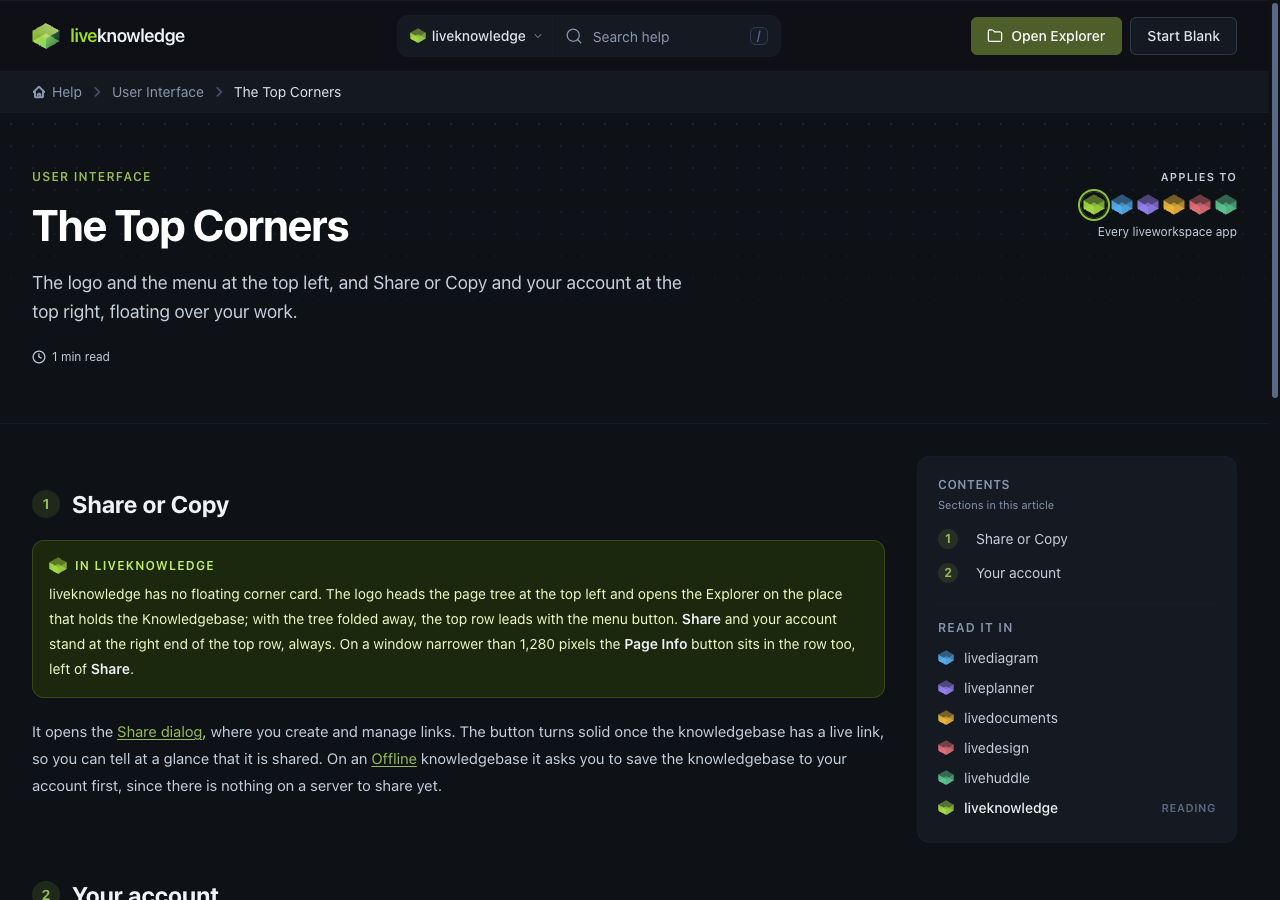 liveknowledge
liveknowledge
Search help
/
Open Explorer
Start Blank
Help
User Interface
The Top Corners
USER INTERFACE
The Top Corners
The logo and the menu at the top left, and Share or Copy and your account at the
top right, floating over your work.
1 min read
APPLIES TO
Every liveworkspace app
1
Share or Copy
IN LIVEKNOWLEDGE
liveknowledge has no floating corner card. The logo heads the page tree at the top left and opens the Explorer on the place
that holds the Knowledgebase; with the tree folded away, the top row leads with the menu button. Share and your account
stand at the right end of the top row, always. On a window narrower than 1,280 pixels the Page Info button sits in the row too,
left of Share.
It opens the Share dialog, where you create and manage links. The button turns solid once the knowledgebase has a live link,
so you can tell at a glance that it is shared. On an Offline knowledgebase it asks you to save the knowledgebase to your
account first, since there is nothing on a server to share yet.
2
Your account
CONTENTS
Sections in this article
1
Share or Copy
2
Your account
READ IT IN
livediagram
liveplanner
livedocuments
livedesign
livehuddle
liveknowledge
READING